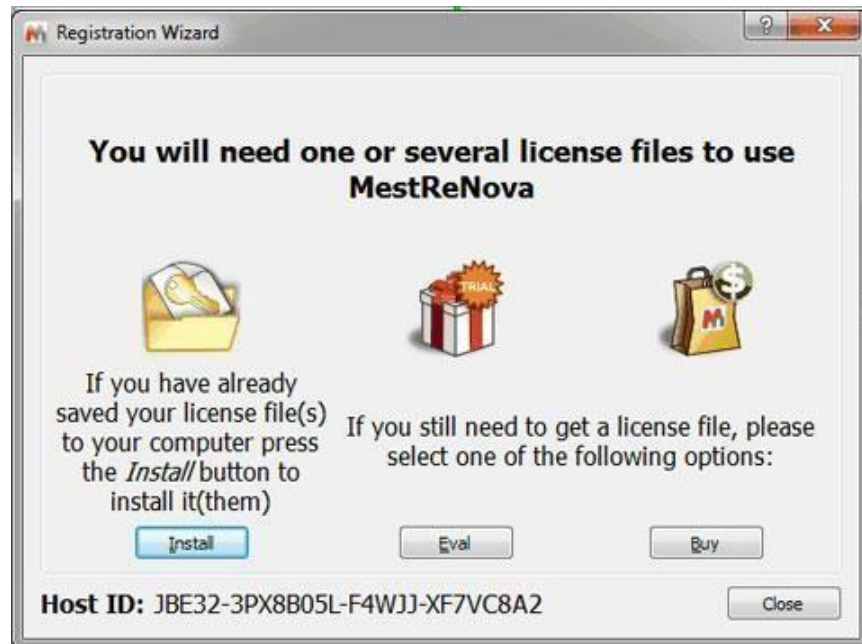 Registration Wizard
You will need one or several license files to use
MestReNova
TRIAL
$
M
If you have already
saved your license file(s)
to your computer press
the Install button to
install it(them)
If you still need to get a license file, please
select one of the following options:
Install
Eval
Buy
Host ID: JBE32-3PX8B05L-F4WJJ-XF7VC8A2
Close